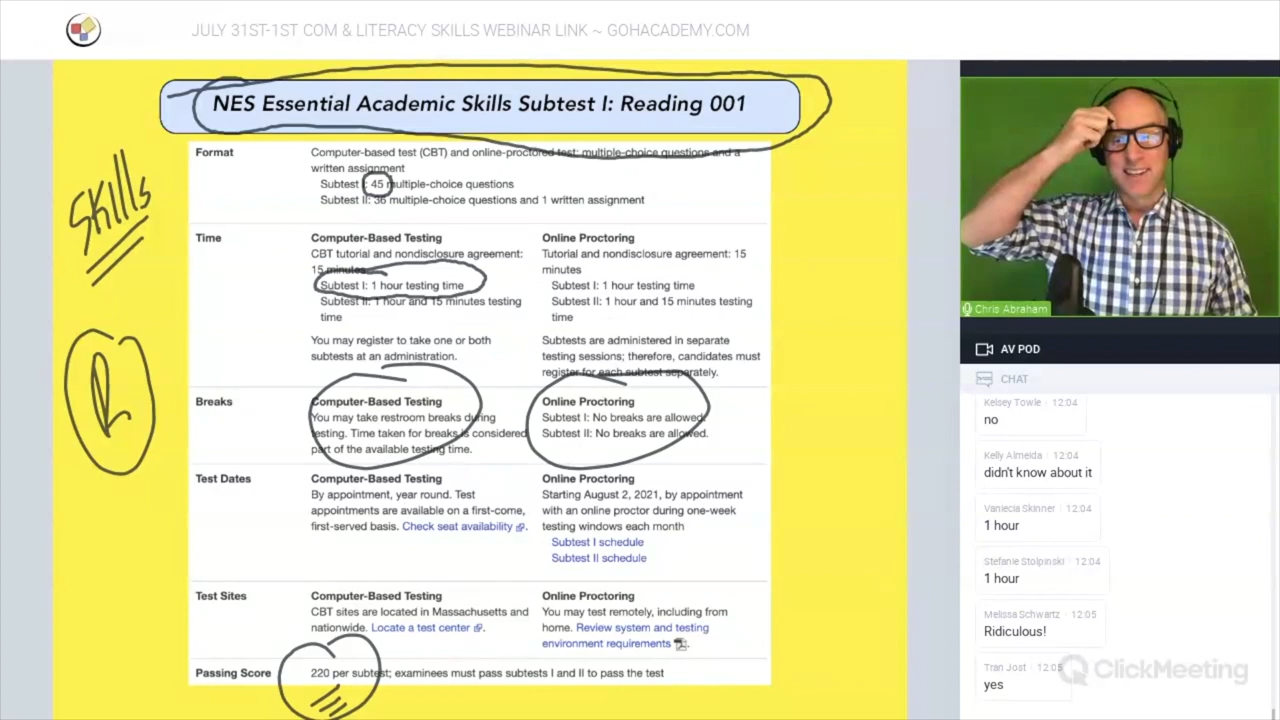 JULY 31ST-1ST COM & LITERACY SKILLS WEBINAR LINK ~ GOHACADEMY.COM
NES Essential Academic Skills Subtest I: Reading 001
Skills
R
Format
Computer-based test (CBT) and online-proctored test; multiple-choice questions and a
written assignment
Subtest I: 45 multiple-choice questions
Subtest II: 36 multiple-choice questions and 1 written assignment
Time
Computer-Based Testing
CBT tutorial and nondisclosure agreement:
15 minutes
Subtest I: 1 hour testing time
Subtest II: 1 hour and 15 minutes testing
time
You may register to take one or both
subtests at an administration.
Online Proctoring
Tutorial and nondisclosure agreement: 15
minutes
Subtest I: 1 hour testing time
Subtest II: 1 hour and 15 minutes testing
time
Subtests are administered in separate
testing sessions; therefore, candidates must
register for each subtest separately.
Breaks
Computer-Based Testing
You may take restroom breaks during
testing. Time taken for breaks is considered
part of the available testing time.
Online Proctoring
Subtest I: No breaks are allowed.
Subtest II: No breaks are allowed.
Test Dates
Computer-Based Testing
By appointment, year round. Test
appointments are available on a first-come,
first-served basis. Check seat availability.
Online Proctoring
Starting August 2, 2021, by appointment
with an online proctor during one-week
testing windows each month
Subtest I schedule
Subtest II schedule
Test Sites
Computer-Based Testing
CBT sites are located in Massachusetts and
nationwide. Locate a test center.
Online Proctoring
You may test remotely, including from
home. Review system and testing
environment requirements.
Passing Score
220 per subtest; examinees must pass subtests I and II to pass the test
Chris Abraham
AV POD
CHAT
Kelsey Towle · 12:04
no
Kelly Almeida · 12:04
didn't know about it
Vaniecia Skinner · 12:04
1 hour
Stefanie Stolpinski · 12:04
1 hour
Melissa Schwartz · 12:05
Ridiculous!
Tran Jost · 12:05
yes
ClickMeeting